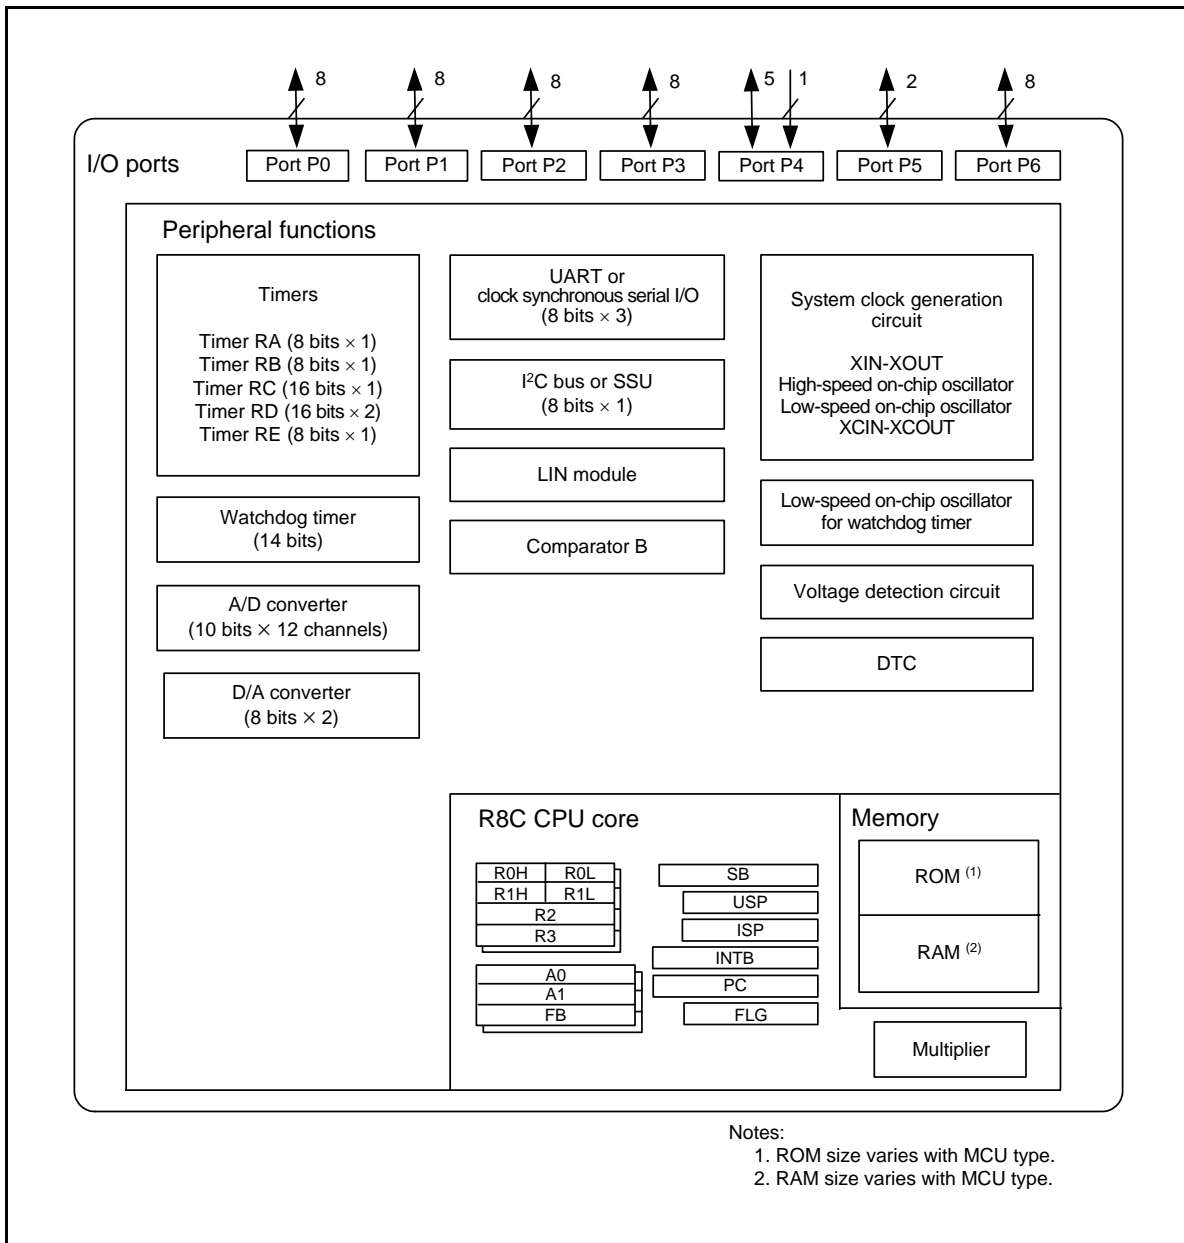 8 8 8 8 5 1 2 8
I/O ports
Port P0 Port P1 Port P2 Port P3 Port P4 Port P5 Port P6
Peripheral functions
Timers
Timer RA (8 bits × 1)
Timer RB (8 bits × 1)
Timer RC (16 bits × 1)
Timer RD (16 bits × 2)
Timer RE (8 bits × 1)
Watchdog timer
(14 bits)
A/D converter
(10 bits × 12 channels)
D/A converter
(8 bits × 2)
UART or
clock synchronous serial I/O
(8 bits × 3)
I²C bus or SSU
(8 bits × 1)
LIN module
Comparator B
System clock generation
circuit
XIN-XOUT
High-speed on-chip oscillator
Low-speed on-chip oscillator
XCIN-XCOUT
Low-speed on-chip oscillator
for watchdog timer
Voltage detection circuit
DTC
R8C CPU core
R0H R0L
R1H R1L
R2
R3
A0
A1
FB
SB
USP
ISP
INTB
PC
FLG
Memory
ROM (1)
RAM (2)
Multiplier
Notes:
1. ROM size varies with MCU type.
2. RAM size varies with MCU type.